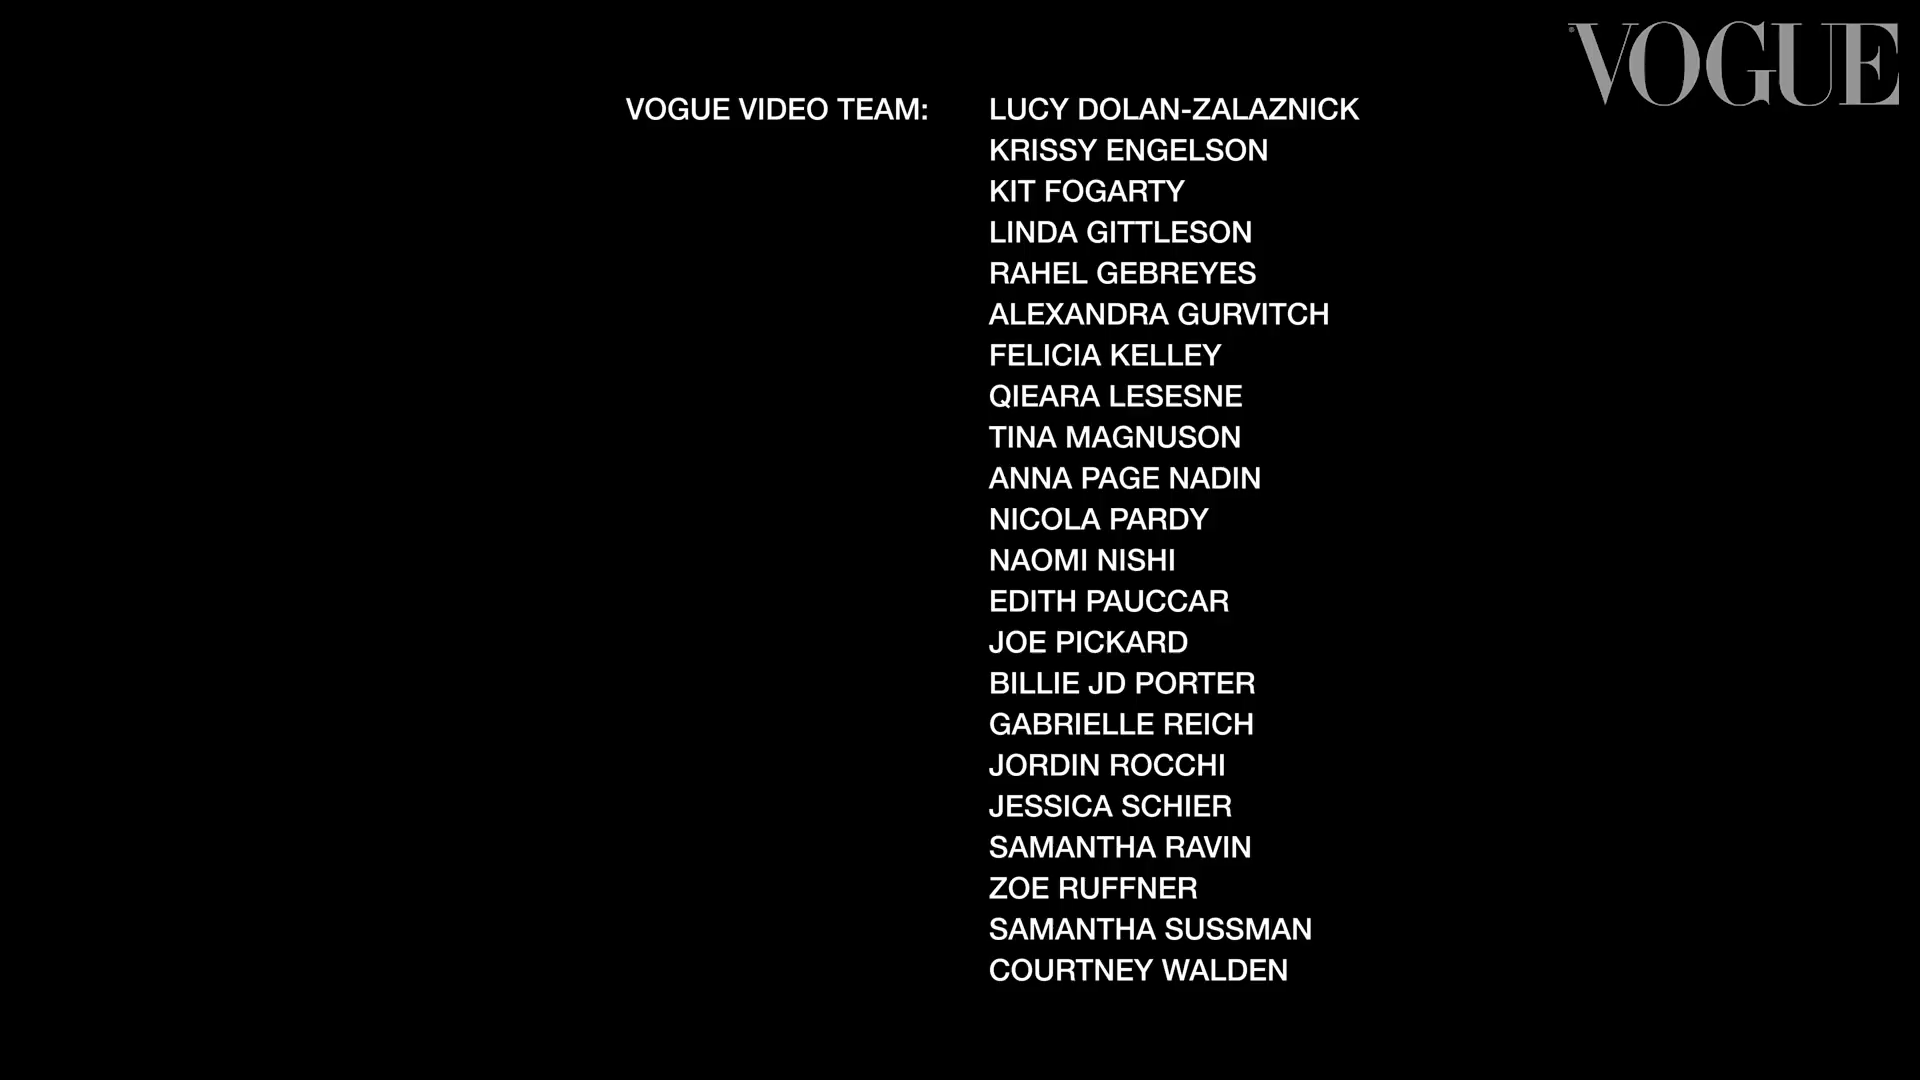 VOGUE
VOGUE VIDEO TEAM: LUCY DOLAN-ZALAZNICK
KRISSY ENGELSON
KIT FOGARTY
LINDA GITTLESON
RAHEL GEBREYES
ALEXANDRA GURVITCH
FELICIA KELLEY
QIEARA LESESNE
TINA MAGNUSON
ANNA PAGE NADIN
NICOLA PARDY
NAOMI NISHI
EDITH PAUCCAR
JOE PICKARD
BILLIE JD PORTER
GABRIELLE REICH
JORDIN ROCCHI
JESSICA SCHIER
SAMANTHA RAVIN
ZOE RUFFNER
SAMANTHA SUSSMAN
COURTNEY WALDEN